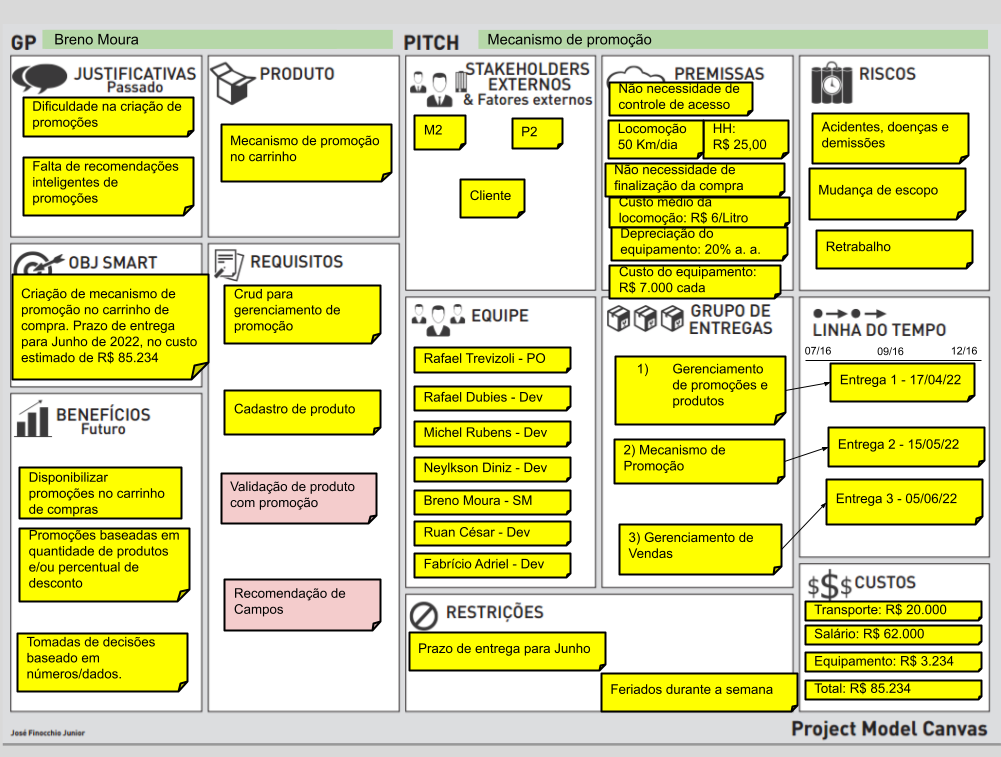 GP
Breno Moura
PITCH
Mecanismo de promoção
JUSTIFICATIVAS
Passado
Dificuldade na criação de
promoções
Falta de recomendações
inteligentes de
promoções
OBJ SMART
Criação de mecanismo de
promoção no carrinho de
compra. Prazo de entrega
para Junho de 2022, no custo
estimado de R$ 85.234
BENEFÍCIOS
Futuro
Disponibilizar
promoções no carrinho
de compras
Promoções baseadas em
quantidade de produtos
e/ou percentual de
desconto
Tomadas de decisões
baseado em
números/dados.
PRODUTO
Mecanismo de promoção
no carrinho
REQUISITOS
Crud para
gerenciamento de
promoção
Cadastro de produto
Validação de produto
com promoção
Recomendação de
Campos
STAKEHOLDERS
EXTERNOS
& Fatores externos
M2
P2
Cliente
EQUIPE
Rafael Trevizoli - PO
Rafael Dubies - Dev
Michel Rubens - Dev
Neylkson Diniz - Dev
Breno Moura - SM
Ruan César - Dev
Fabrício Adriel - Dev
PREMISSAS
Não necessidade de
controle de acesso
Locomoção
50 Km/dia
HH:
R$ 25,00
Não necessidade de
finalização da compra
Custo médio da
locomoção: R$ 6/Litro
Depreciação do
equipamento: 20% a. a.
Custo do equipamento:
R$ 7.000 cada
GRUPO DE
ENTREGAS
1) Gerenciamento
de promoções e
produtos
2) Mecanismo de
Promoção
3) Gerenciamento de
Vendas
RESTRIÇÕES
Prazo de entrega para Junho
Feriados durante a semana
RISCOS
Acidentes, doenças e
demissões
Mudança de escopo
Retrabalho
LINHA DO TEMPO
07/16 09/16 12/16
Entrega 1 - 17/04/22
Entrega 2 - 15/05/22
Entrega 3 - 05/06/22
$$$ CUSTOS
Transporte: R$ 20.000
Salário: R$ 62.000
Equipamento: R$ 3.234
Total: R$ 85.234
José Finocchio Junior
Project Model Canvas